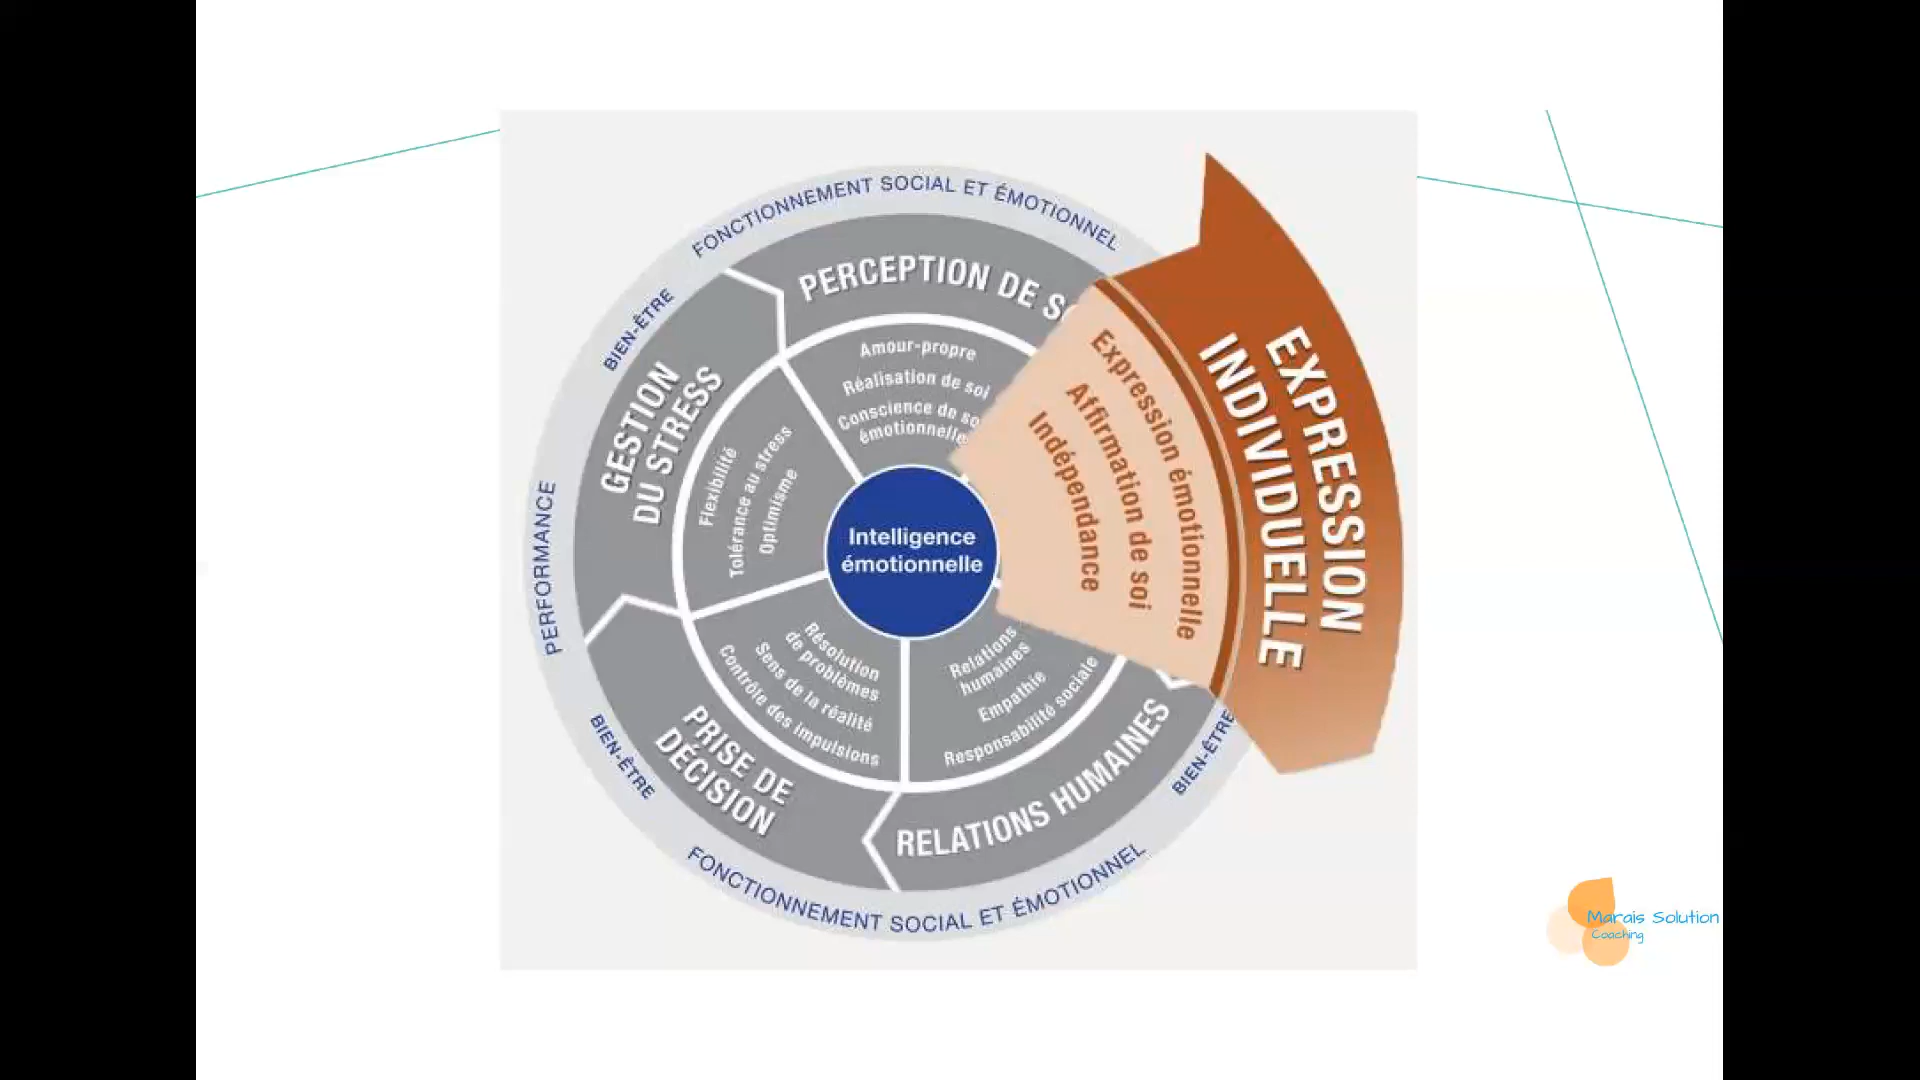 FONCTIONNEMENT SOCIAL ET ÉMOTIONNEL
BIEN-ÊTRE
PERFORMANCE
BIEN-ÊTRE
FONCTIONNEMENT SOCIAL ET ÉMOTIONNEL
BIEN-ÊTRE
PERCEPTION DE
Amour-propre
Réalisation de soi
Conscience de so
émotionnelle
EXPRESSION
INDIVIDUELLE
Expression émotionnelle
Affirmation de soi
Indépendance
GESTION
DU STRESS
Flexibilité
Tolérance au stress
Optimisme
Intelligence
émotionnelle
Résolution
de problèmes
Sens de la réalité
Contrôle des impulsions
PRISE DE
DÉCISION
Relations
humaines
Empathie
Responsabilité sociale
RELATIONS HUMAINES
Marais Solution
Coaching